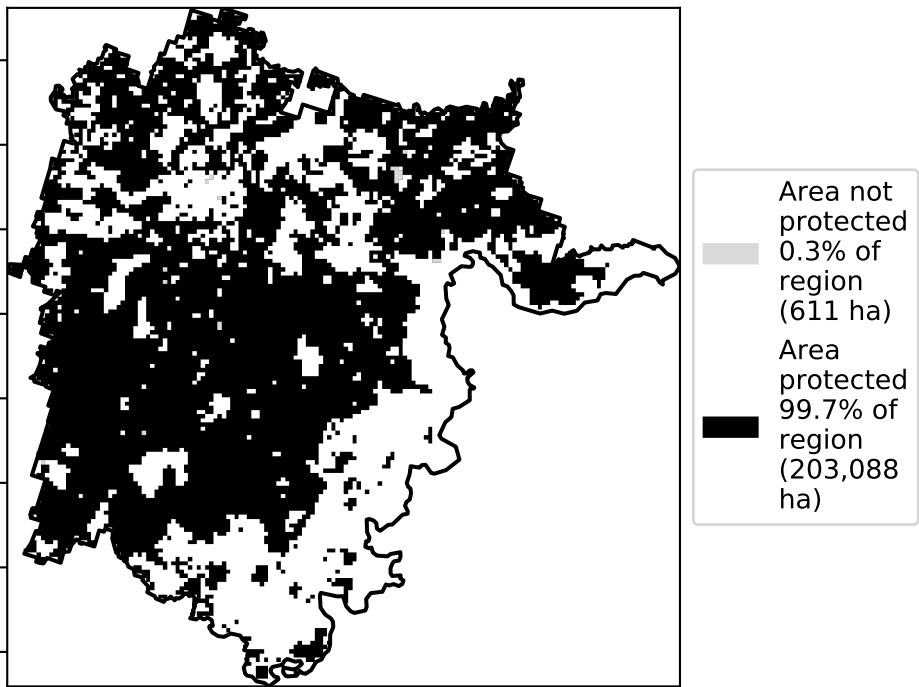 Area not
protected
0.3% of
region
(611 ha)
Area
protected
99.7% of
region
(203,088
ha)